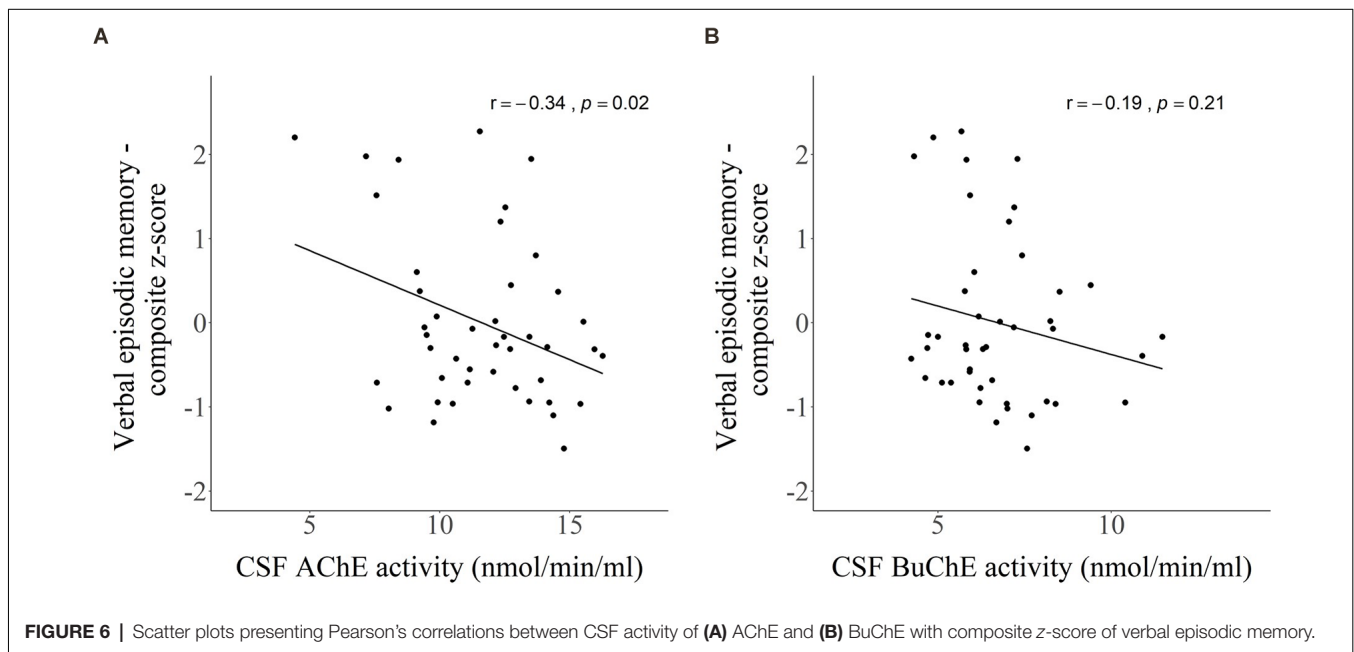 A
B
r = −0.34 , p = 0.02
r = −0.19 , p = 0.21
Verbal episodic memory -
composite z-score
2
1
0
-1
-2
5 10 15
CSF AChE activity (nmol/min/ml)
Verbal episodic memory -
composite z-score
2
1
0
-1
-2
5 10
CSF BuChE activity (nmol/min/ml)
FIGURE 6 | Scatter plots presenting Pearson's correlations between CSF activity of (A) AChE and (B) BuChE with composite z-score of verbal episodic memory.